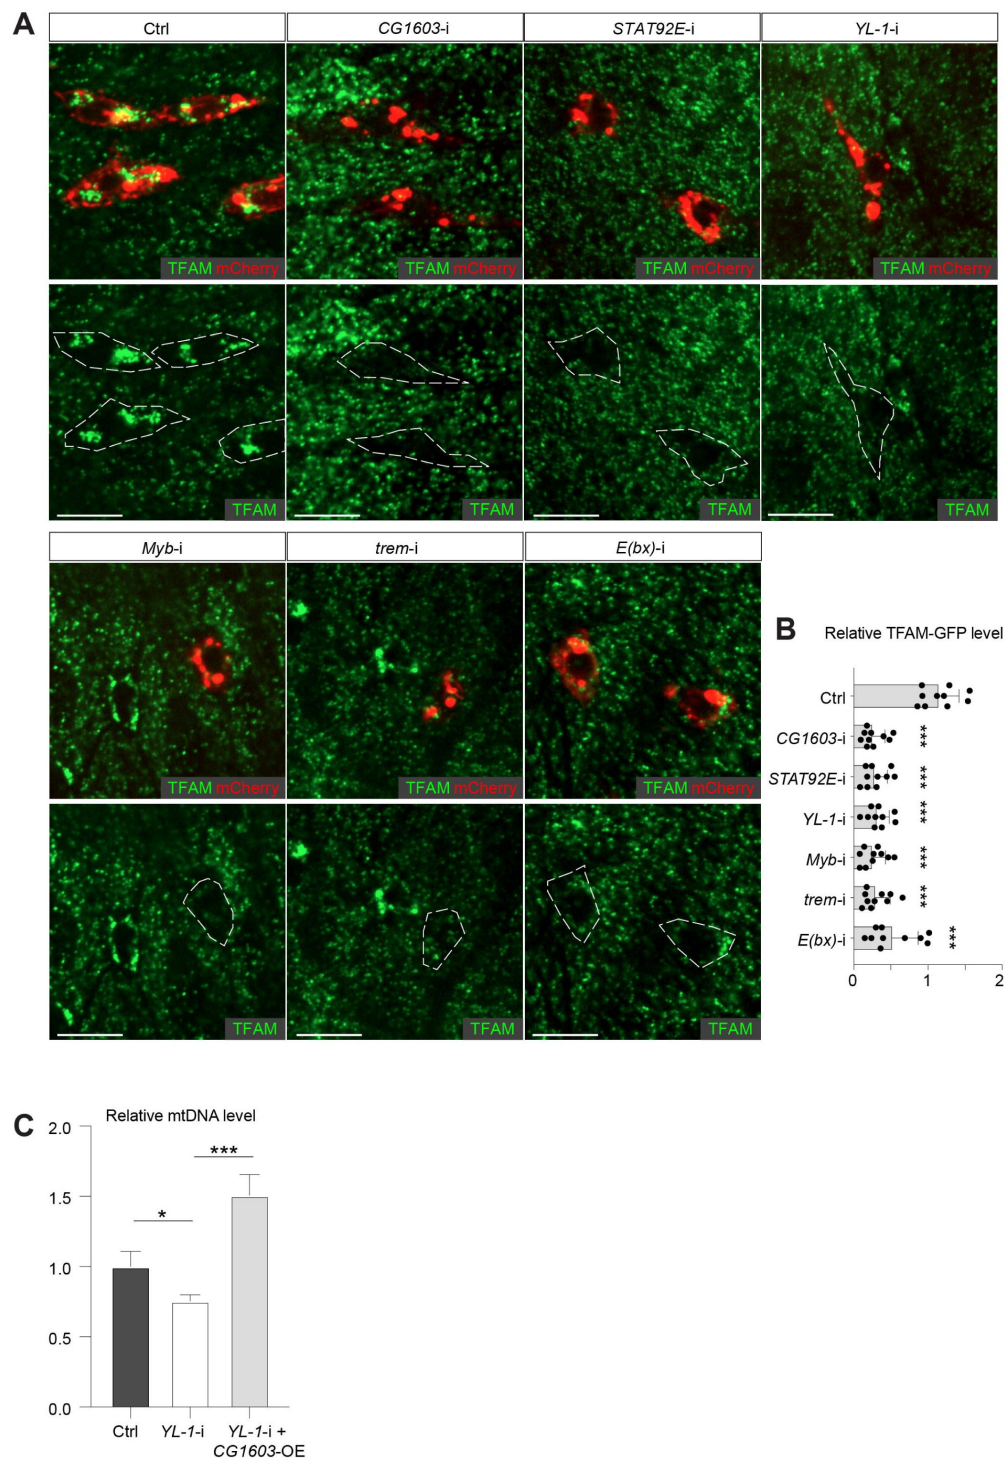 A
Ctrl CG1603-i STAT92E-i YL-1-i
TFAM mCherry TFAM mCherry TFAM mCherry TFAM mCherry
TFAM TFAM TFAM TFAM
Myb-i trem-i E(bx)-i
TFAM mCherry TFAM mCherry TFAM mCherry
TFAM TFAM TFAM
B
Relative TFAM-GFP level
Ctrl
CG1603-i ***
STAT92E-i ***
YL-1-i ***
Myb-i ***
trem-i ***
E(bx)-i ***
0 1 2
C
Relative mtDNA level
2.0
1.5
1.0
0.5
0.0
***
*
Ctrl YL-1-i YL-1-i +
CG1603-OE